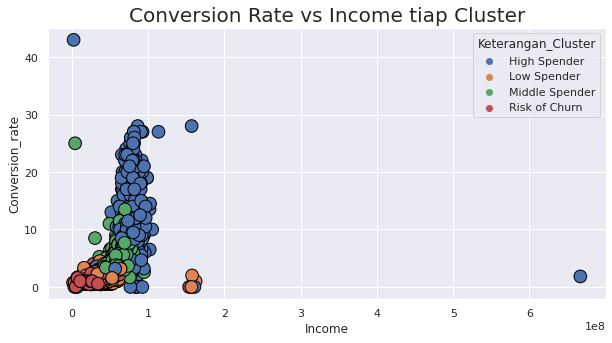 Conversion Rate vs Income tiap Cluster
Keterangan_Cluster
High Spender
Low Spender
Middle Spender
Risk of Churn
Conversion_rate
40
30
20
10
0
0 1 2 3 4 5 6
1e8
Income